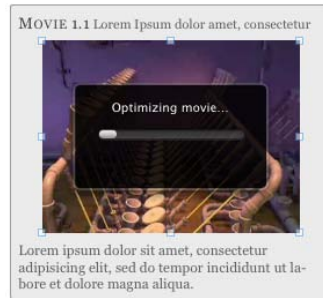 MOVIE 1.1 Lorem Ipsum dolor amet, consectetur
Optimizing movie...
Lorem ipsum dolor sit amet, consectetur
adipisicing elit, sed do tempor incididunt ut la-
bore et dolore magna aliqua.